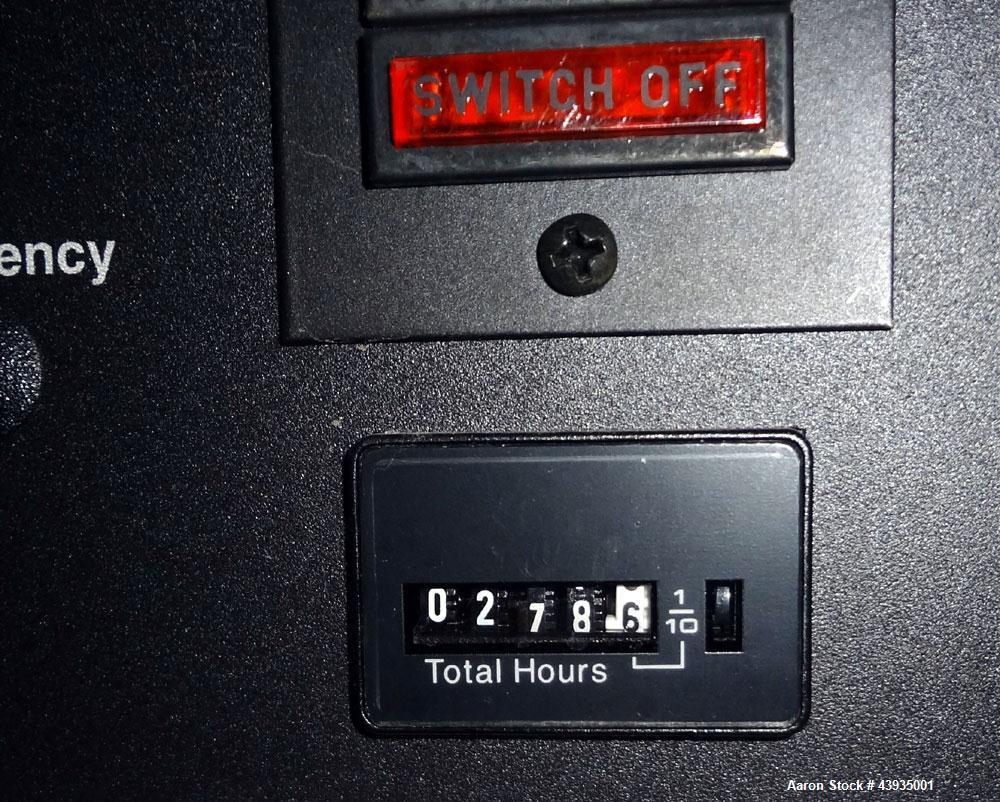 SWITCH OFF
ency
0 2 7 8 6 1/10
Total Hours
Aaron Stock # 43935001